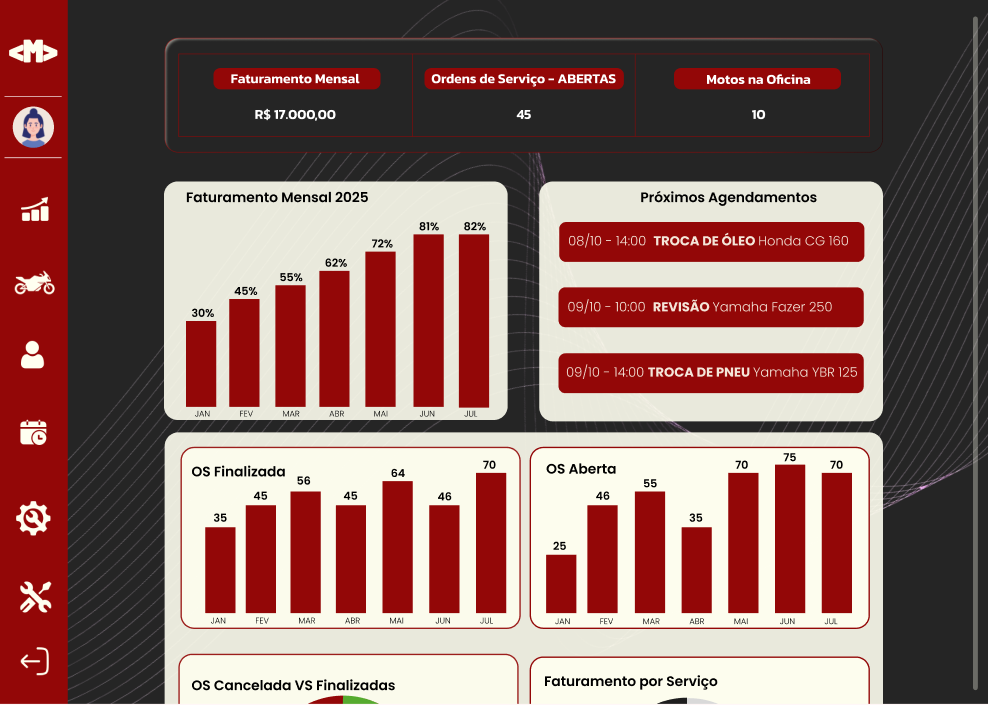 M
Faturamento Mensal
Ordens de Serviço - ABERTAS
Motos na Oficina
R$ 17.000,00
45
10
Faturamento Mensal 2025
30%
45%
55%
62%
72%
81%
82%
JAN
FEV
MAR
ABR
MAI
JUN
JUL
Próximos Agendamentos
08/10 - 14:00 TROCA DE ÓLEO Honda CG 160
09/10 - 10:00 REVISÃO Yamaha Fazer 250
09/10 - 14:00 TROCA DE PNEU Yamaha YBR 125
OS Finalizada
35
45
56
45
64
46
70
JAN
FEV
MAR
ABR
MAI
JUN
JUL
OS Aberta
25
46
55
35
70
75
70
JAN
FEV
MAR
ABR
MAI
JUN
JUL
OS Cancelada VS Finalizadas
Faturamento por Serviço